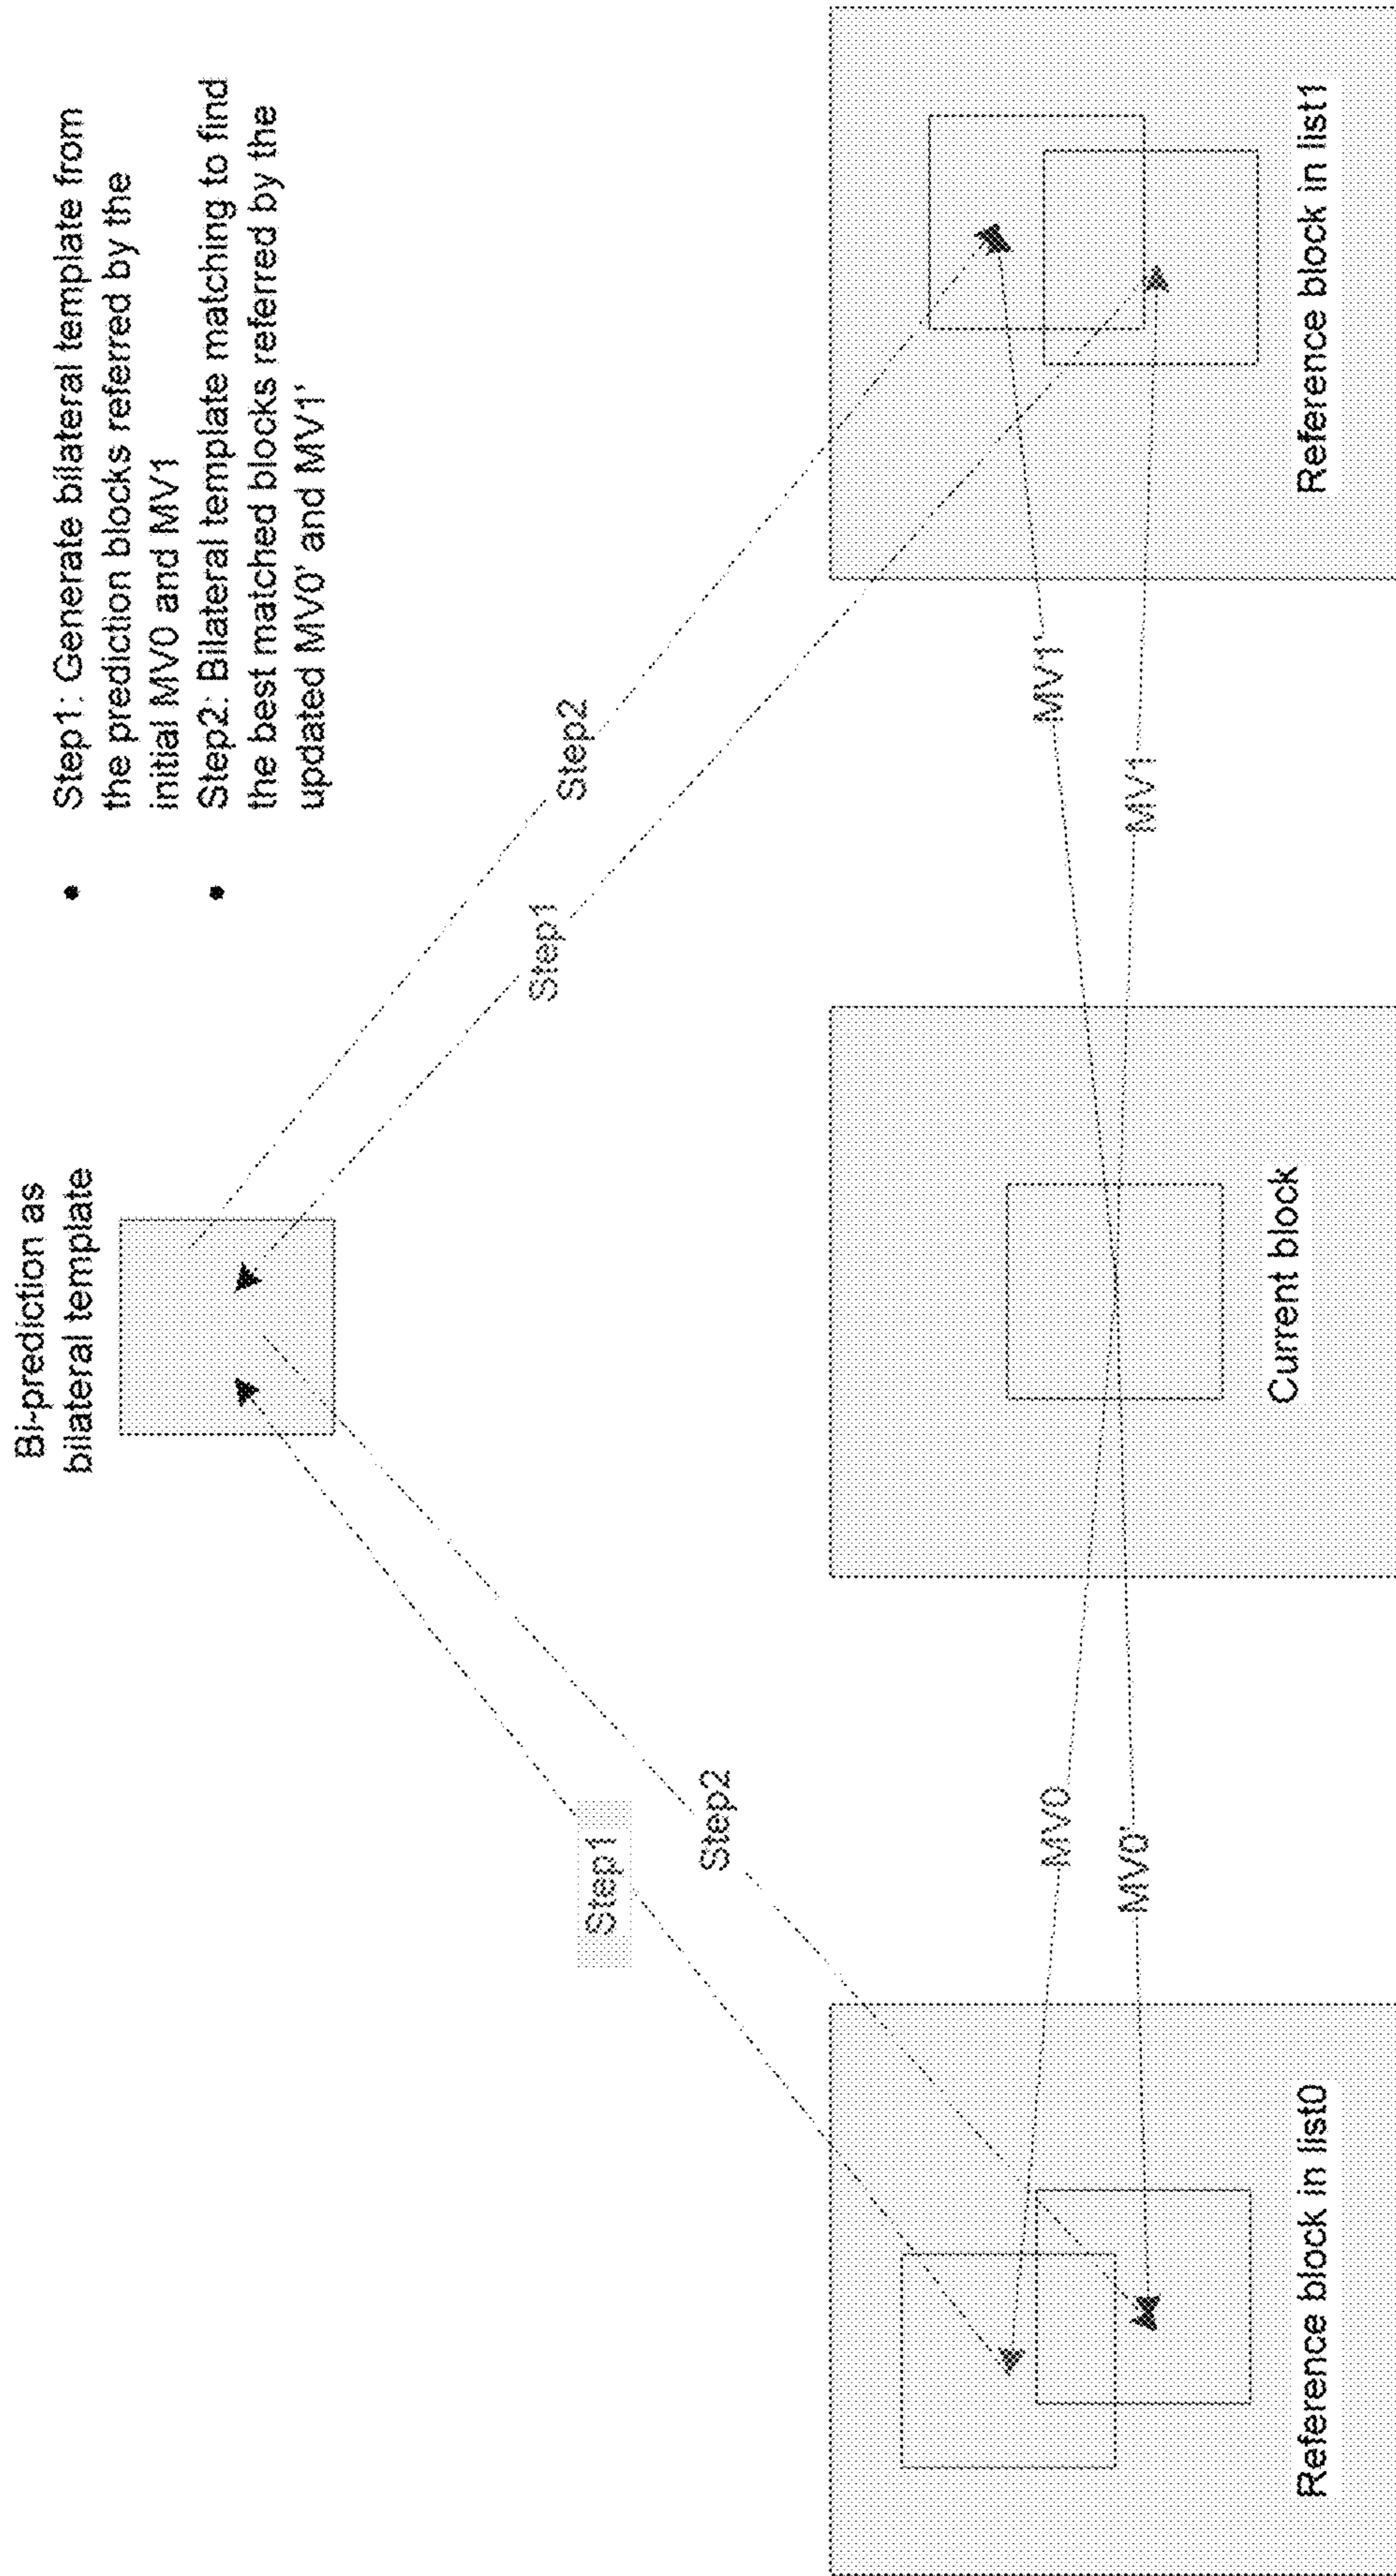 Bi-prediction as
bilateral template
• Step1: Generate bilateral template from
the prediction blocks referred by the
initial MV0 and MV1
• Step2: Bilateral template matching to find
the best matched blocks referred by the
updated MV0' and MV1'
Step1
Step2
Step1
Step2
MV0
MV0'
MV1'
MV1
Reference block in list0
Current block
Reference block in list1